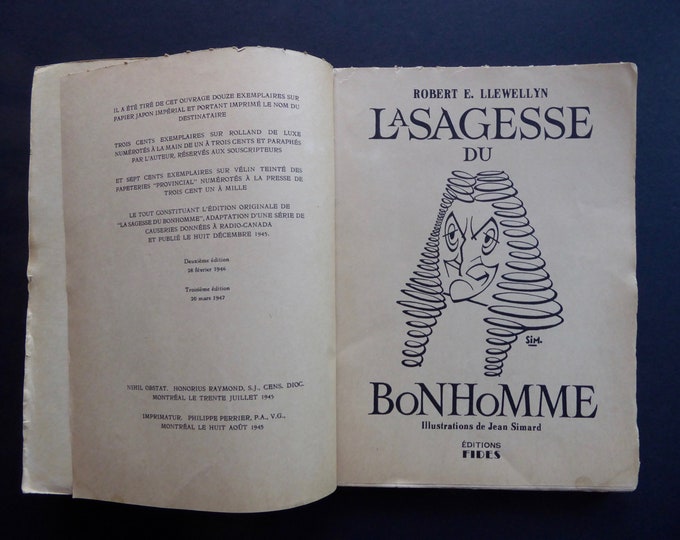 IL A ÉTÉ TIRÉ DE CET OUVRAGE DOUZE EXEMPLAIRES SUR
PAPIER JAPON IMPÉRIAL ET PORTANT IMPRIMÉ LE NOM DU
DESTINATAIRE
TROIS CENTS EXEMPLAIRES SUR ROLLAND DE LUXE
NUMÉROTÉS À LA MAIN DE UN À TROIS CENTS ET PARAPHÉS
PAR L'AUTEUR, RÉSERVÉS AUX SOUSCRIPTEURS
ET SEPT CENTS EXEMPLAIRES SUR VÉLIN TEINTÉ DES
PAPETERIES "PROVINCIAL" NUMÉROTÉS À LA PRESSE DE
TROIS CENT UN À MILLE
LE TOUT CONSTITUANT L'ÉDITION ORIGINALE DE
"LA SAGESSE DU BONHOMME", ADAPTATION D'UNE SÉRIE DE
CAUSERIES DONNÉES À RADIO-CANADA
ET PUBLIÉ LE HUIT DÉCEMBRE 1945.
Deuxième édition
28 février 1946
Troisième édition
20 mars 1947
NIHIL OBSTAT. HONORIUS RAYMOND, S.J., CENS. DIOC.
MONTRÉAL LE TRENTE JUILLET 1945
IMPRIMATUR. PHILIPPE PERRIER, P.A., V.G.,
MONTRÉAL LE HUIT AOÛT 1945
ROBERT E. LLEWELLYN
LA SAGESSE
DU
SIM.
BONHOMME
Illustrations de Jean Simard
ÉDITIONS
FIDES